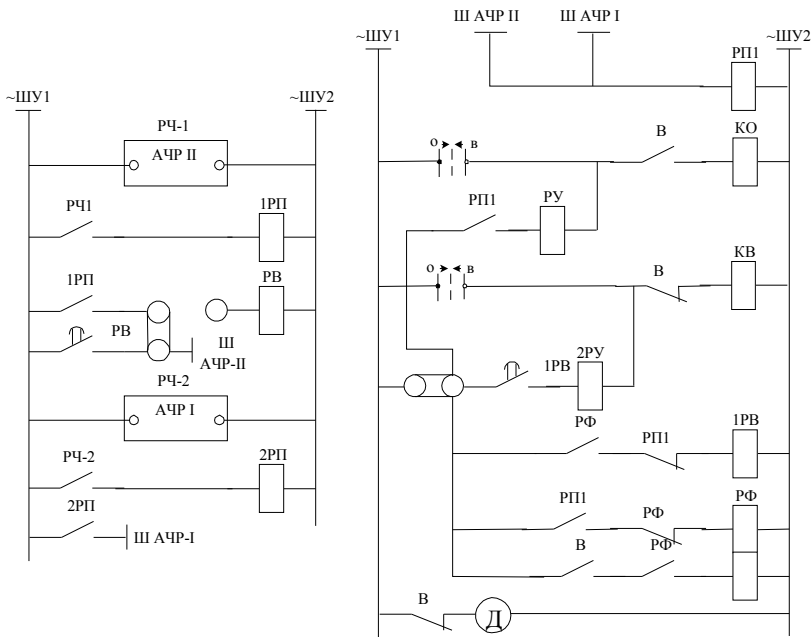 ~ШУ1
~ШУ2
РЧ-1
АЧР II
РЧ1
1РП
1РП
РВ
РВ
Ш
АЧР-II
РЧ-2
АЧР I
РЧ-2
2РП
2РП
Ш АЧР-I
Ш АЧР II
Ш АЧР I
~ШУ1
~ШУ2
РП1
о
в
В
КО
РП1
РУ
о
в
В
КВ
1РВ
2РУ
РФ
РП1
1РВ
РП1
РФ
РФ
В
РФ
В
Д